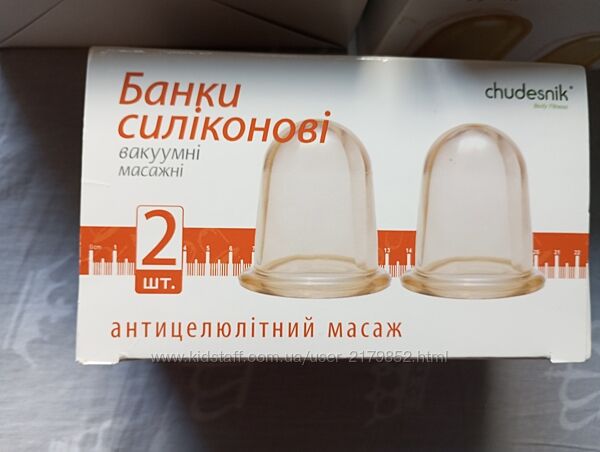 Банки
силіконові
вакуумні
масажні
chudesnik®
Body Fitness
2
шт.
антицелюлітний масаж
www.kidstaff.com.ua/user-2179852.html